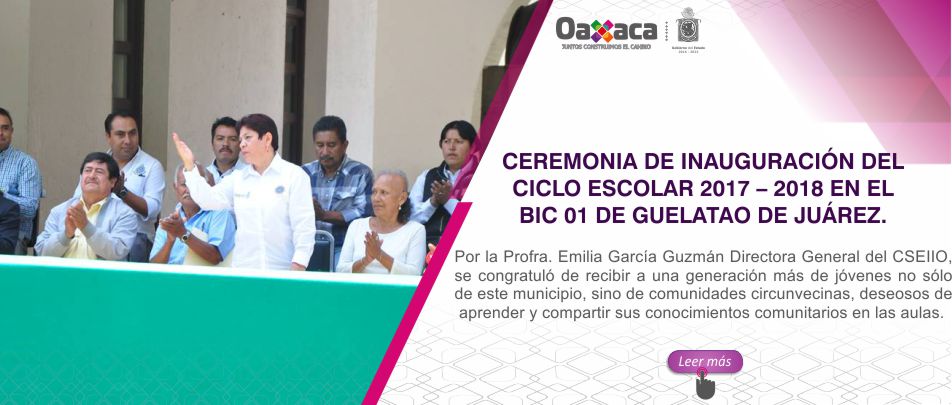 Oaxaca
JUNTOS CONSTRUIMOS EL CAMBIO
Gobierno del Estado
2016 - 2022
CEREMONIA DE INAUGURACIÓN DEL
CICLO ESCOLAR 2017 – 2018 EN EL
BIC 01 DE GUELATAO DE JUÁREZ.
Por la Profra. Emilia García Guzmán Directora General del CSEIIO,
se congratuló de recibir a una generación más de jóvenes no sólo
de este municipio, sino de comunidades circunvecinas, deseosos de
aprender y compartir sus conocimientos comunitarios en las aulas.
Leer más